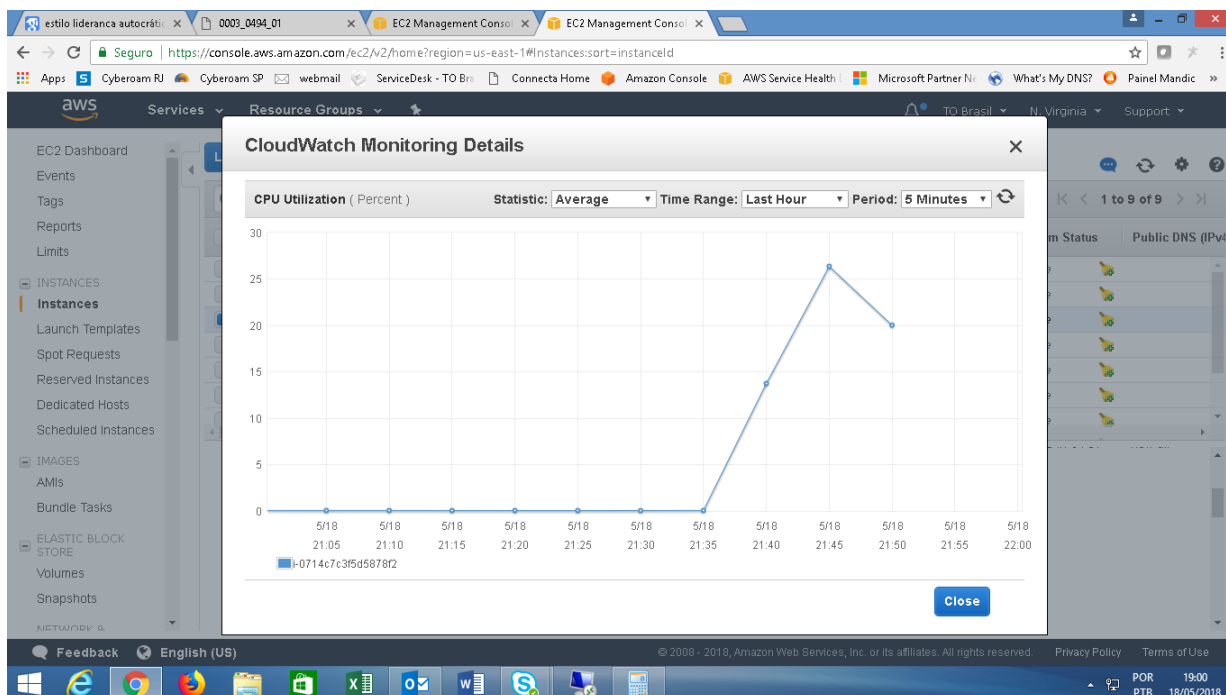 estilo lideranca autocrátic
0003_0494_01
EC2 Management Consol
EC2 Management Consol
Seguro | https://console.aws.amazon.com/ec2/v2/home?region=us-east-1#Instances:sort=instanceId
Apps
Cyberoam RJ
Cyberoam SP
webmail
ServiceDesk - TO Bra
Connecta Home
Amazon Console
AWS Service Health
Microsoft Partner Ne
What's My DNS?
Painel Mandic
aws
Services
Resource Groups
TO Brasil
N. Virginia
Support
EC2 Dashboard
Events
Tags
Reports
Limits
INSTANCES
Instances
Launch Templates
Spot Requests
Reserved Instances
Dedicated Hosts
Scheduled Instances
IMAGES
AMIs
Bundle Tasks
ELASTIC BLOCK
STORE
Volumes
Snapshots
NETWORK &
1 to 9 of 9
m Status
Public DNS (IPv4
CloudWatch Monitoring Details
CPU Utilization ( Percent )
Statistic: Average
Time Range: Last Hour
Period: 5 Minutes
30
25
20
15
10
5
0
5/18 5/18 5/18 5/18 5/18 5/18 5/18 5/18 5/18 5/18 5/18 5/18
21:05 21:10 21:15 21:20 21:25 21:30 21:35 21:40 21:45 21:50 21:55 22:00
i-0714c7c3f5d5878f2
Close
Feedback
English (US)
© 2008 - 2018, Amazon Web Services, Inc. or its affiliates. All rights reserved.
Privacy Policy
Terms of Use
POR
PTR
19:00